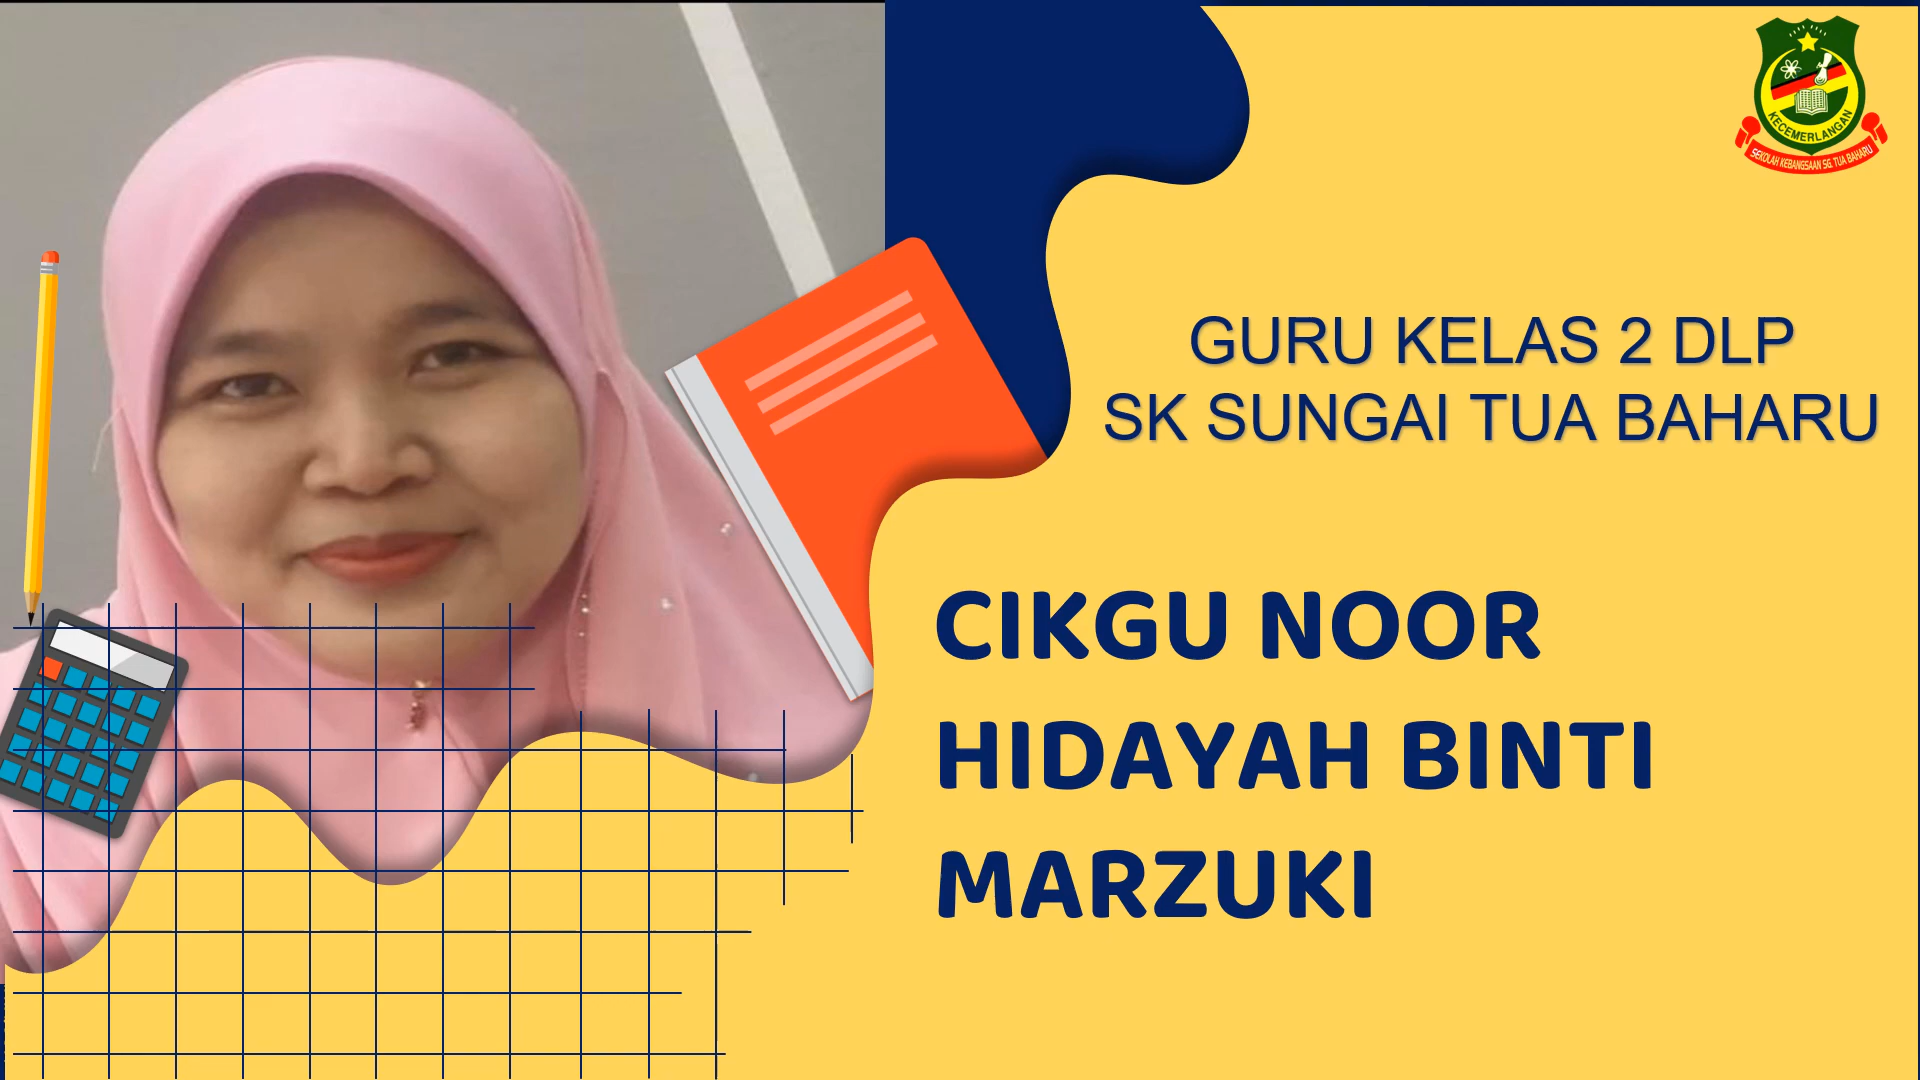 KECEMERLANGAN
SEKOLAH KEBANGSAAN SG. TUA BAHARU
GURU KELAS 2 DLP
SK SUNGAI TUA BAHARU
CIKGU NOOR
HIDAYAH BINTI
MARZUKI